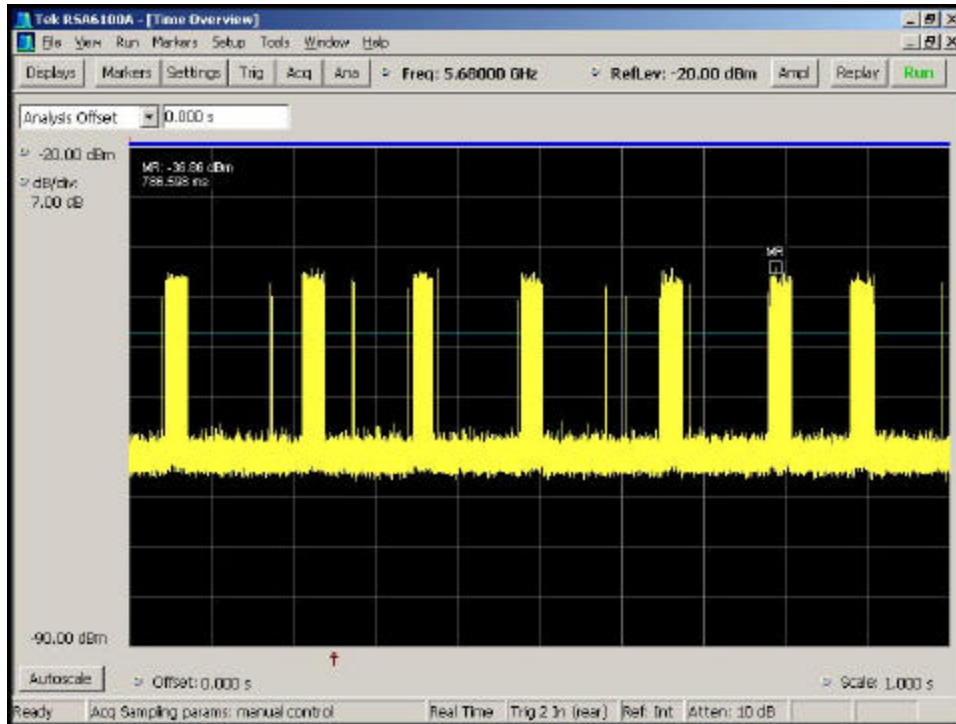 Tek RSA6100A - [Time Overview]
File View Run Markers Setup Tools Window Help
Displays Markers Settings Trig Acq Ana Freq: 5.68000 GHz RefLev: -20.00 dBm Ampl Replay Run
Analysis Offset 0.000 s
-20.00 dBm
dB/div:
7.00 dB
MR: -36.86 dBm
786.598 ms
MR
-90.00 dBm
Autoscale Offset: 0.000 s Scale: 1.000 s
Ready Acq Sampling params: manual control Real Time Trig 2 In (rear) Ref: Int Atten: 10 dB